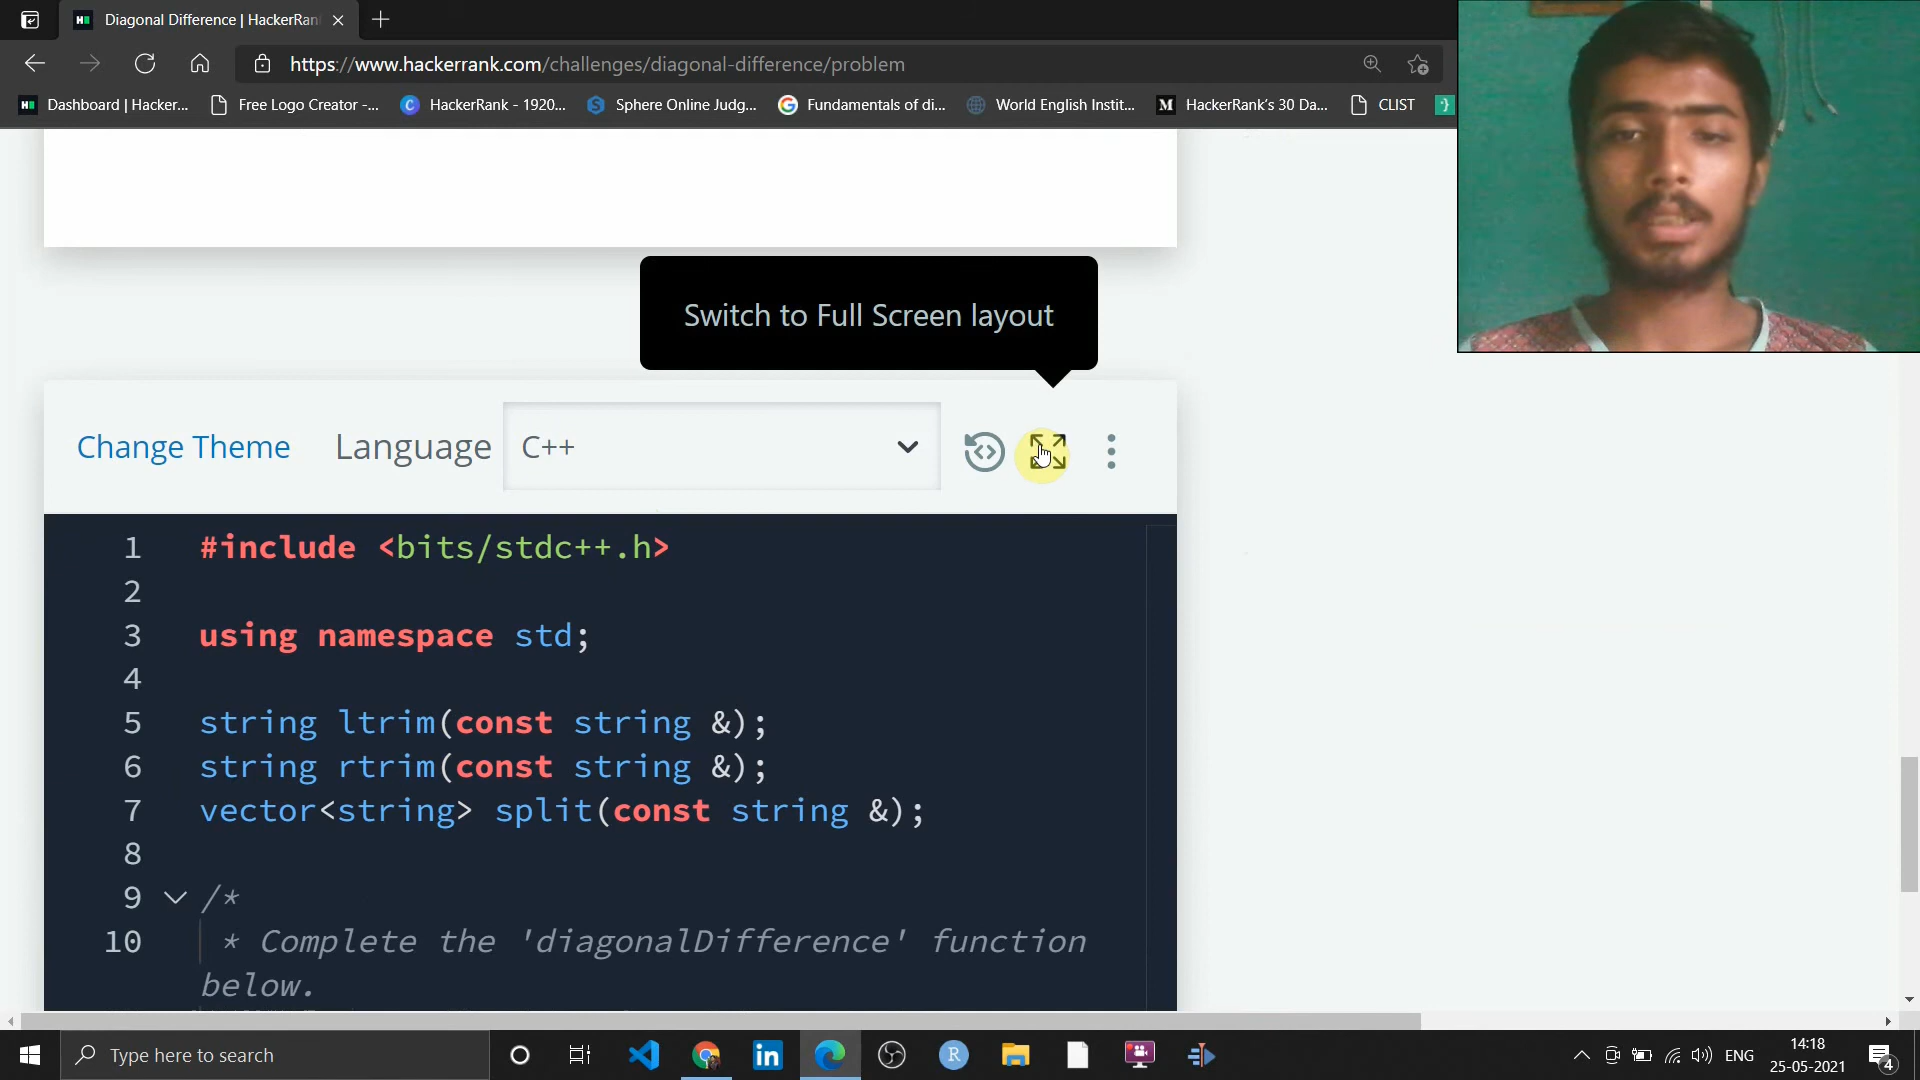 Diagonal Difference | HackerRan
https://www.hackerrank.com/challenges/diagonal-difference/problem
Dashboard | Hacker...
Free Logo Creator -...
HackerRank - 1920...
Sphere Online Judg...
Fundamentals of di...
World English Instit...
HackerRank's 30 Da...
CLIST
Switch to Full Screen layout
Change Theme
Language
C++
1 #include <bits/stdc++.h>
2
3 using namespace std;
4
5 string ltrim(const string &);
6 string rtrim(const string &);
7 vector<string> split(const string &);
8
9 /*
10 * Complete the 'diagonalDifference' function
below.
Type here to search
ENG
14:18
25-05-2021
4